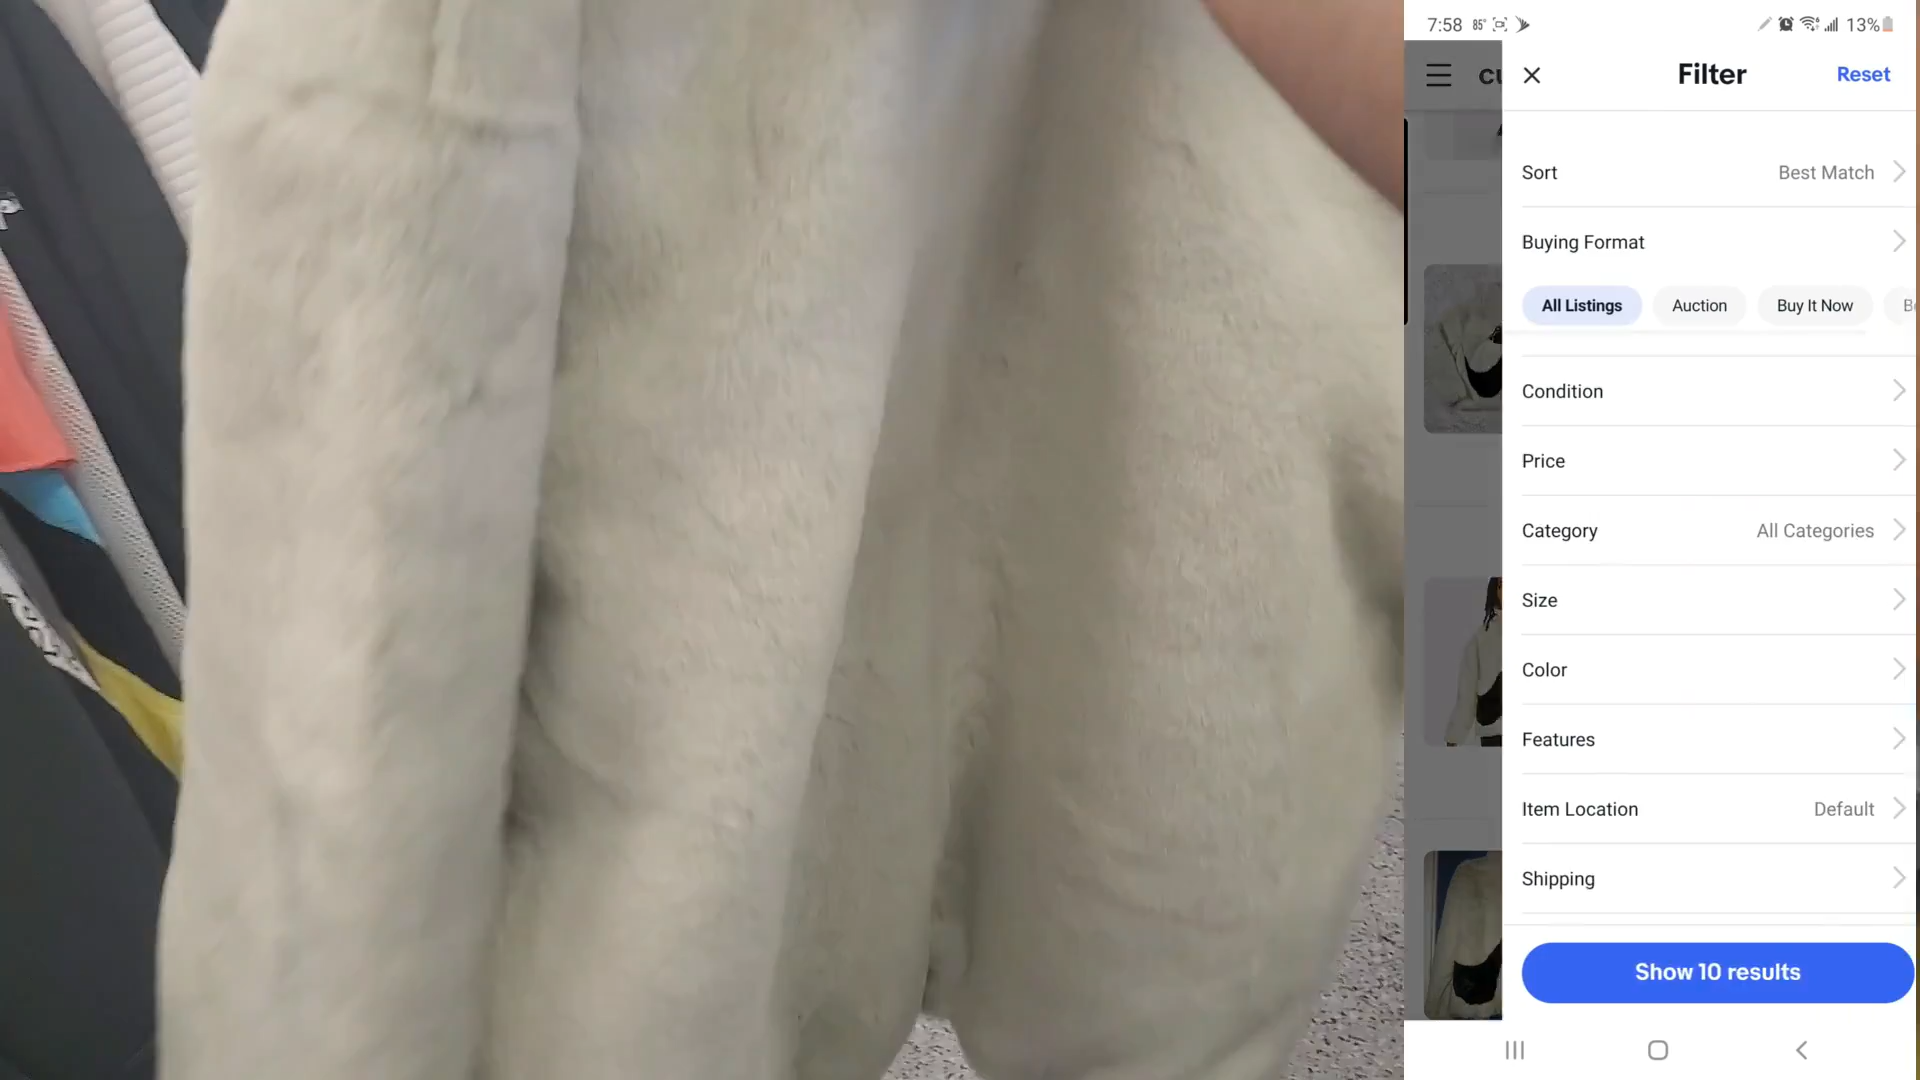 7:58 85° 13%
Filter
Reset
Sort Best Match
Buying Format
All Listings Auction Buy It Now
Condition
Price
Category All Categories
Size
Color
Features
Item Location Default
Shipping
Show 10 results